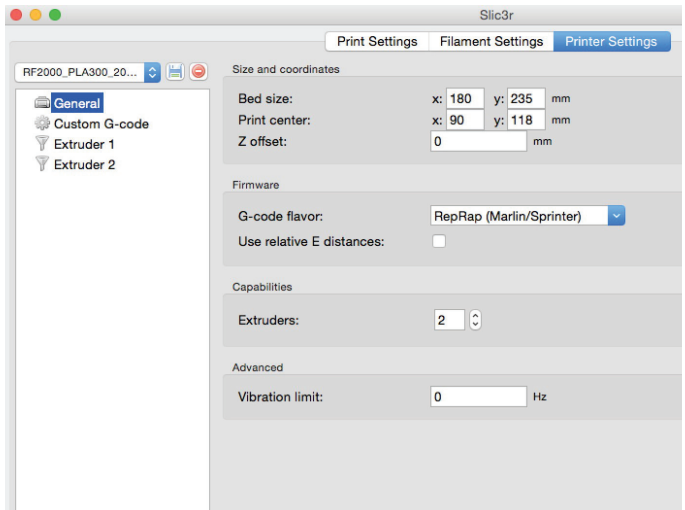 Slic3r
Print Settings Filament Settings Printer Settings
RF2000_PLA300_20...
General
Custom G-code
Extruder 1
Extruder 2
Size and coordinates
Bed size: x: 180 y: 235 mm
Print center: x: 90 y: 118 mm
Z offset: 0 mm
Firmware
G-code flavor: RepRap (Marlin/Sprinter)
Use relative E distances:
Capabilities
Extruders: 2
Advanced
Vibration limit: 0 Hz